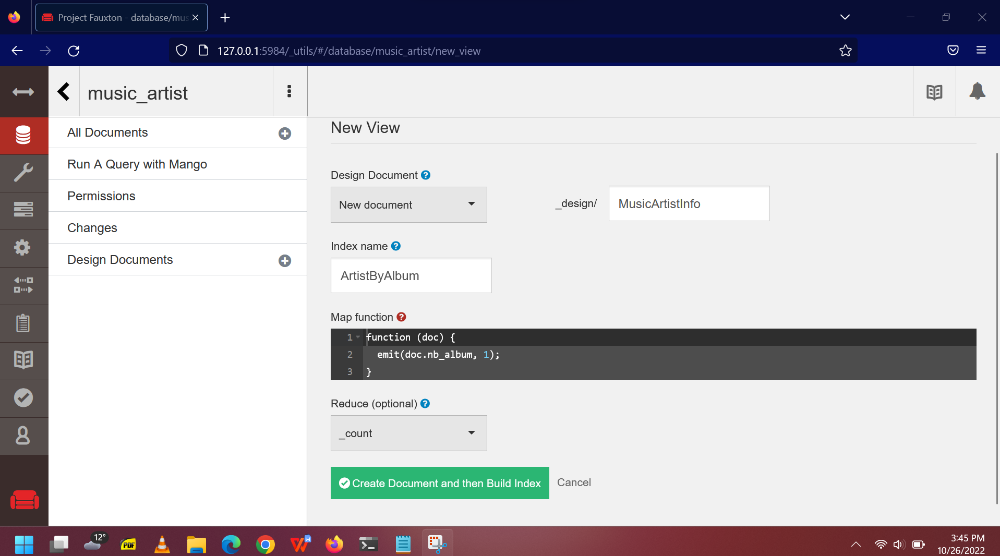 Project Fauxton - database/mus
127.0.0.1:5984/_utils/#/database/music_artist/new_view
music_artist
All Documents
Run A Query with Mango
Permissions
Changes
Design Documents
New View
Design Document
New document
_design/
MusicArtistInfo
Index name
ArtistByAlbum
Map function
1 function (doc) {
2 emit(doc.nb_album, 1);
3 }
Reduce (optional)
_count
Create Document and then Build Index
Cancel
12°
PDF
W
3:45 PM
10/26/2022